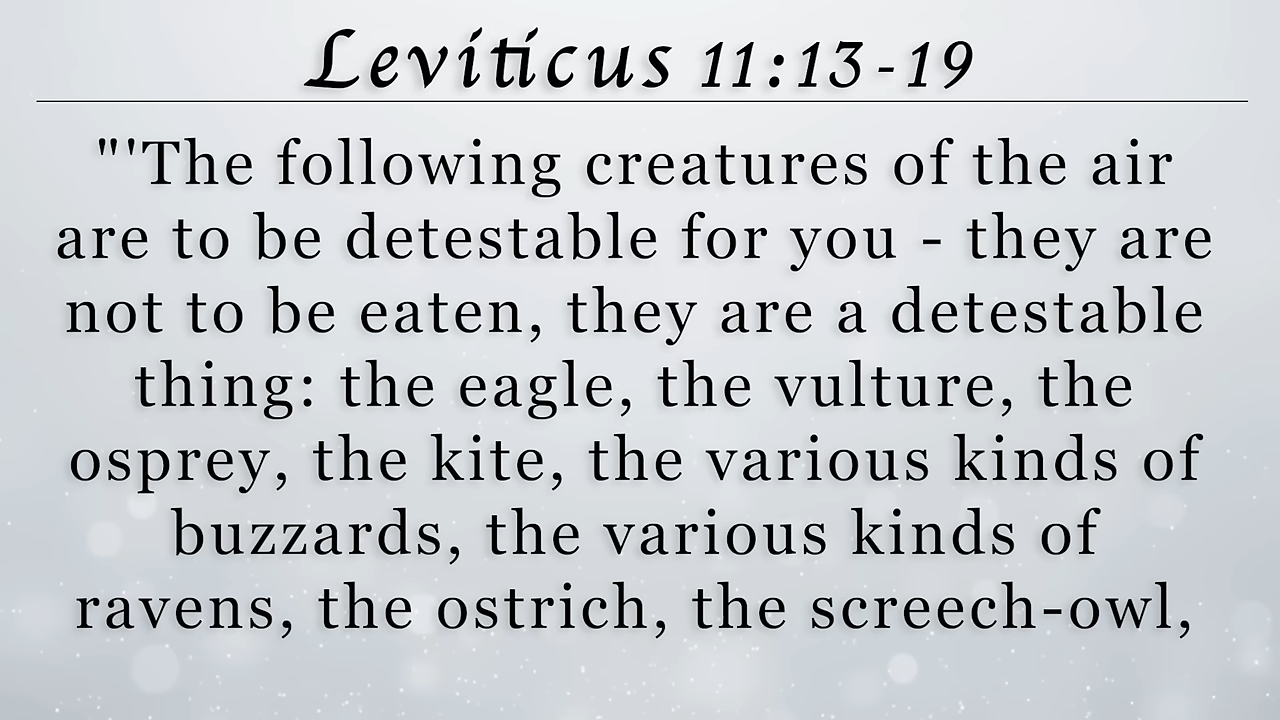 Leviticus 11:13-19
"'The following creatures of the air
are to be detestable for you - they are
not to be eaten, they are a detestable
thing: the eagle, the vulture, the
osprey, the kite, the various kinds of
buzzards, the various kinds of
ravens, the ostrich, the screech-owl,